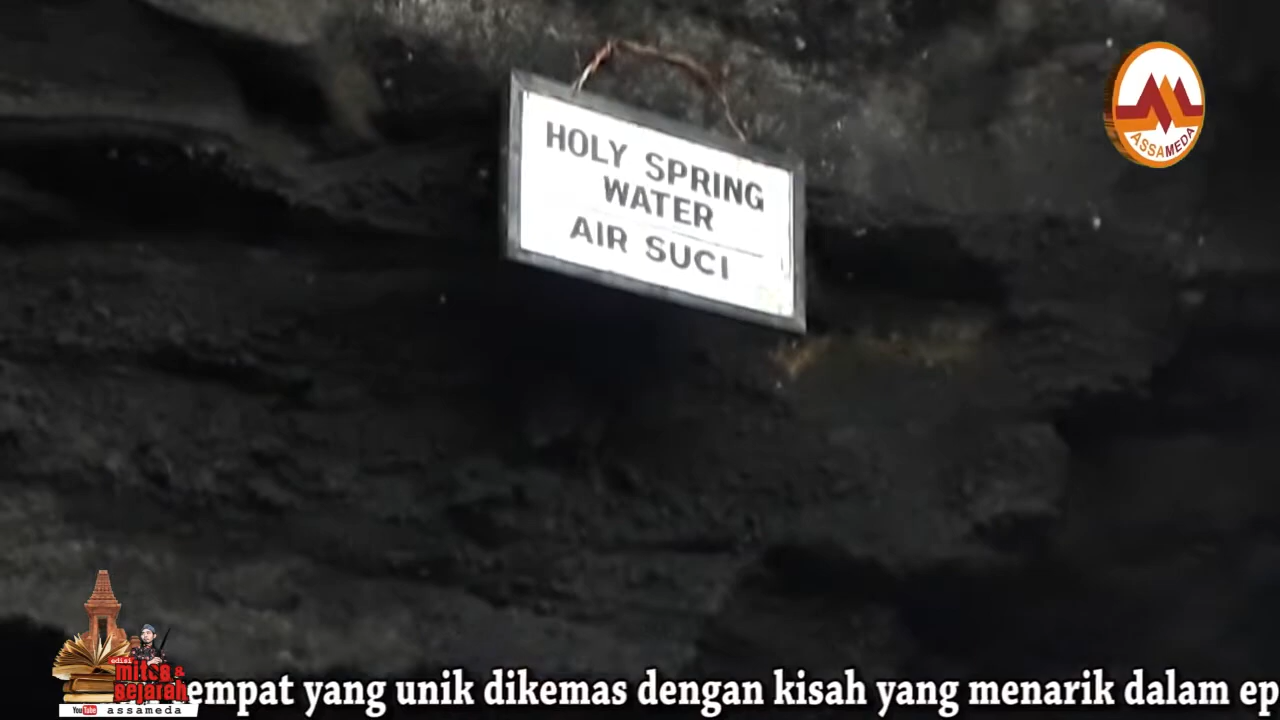 HOLY SPRING
WATER
AIR SUCI
ASSAMEDA
edisi
mitos &
sejarah
YouTube assameda
empat yang unik dikemas dengan kisah yang menarik dalam ep